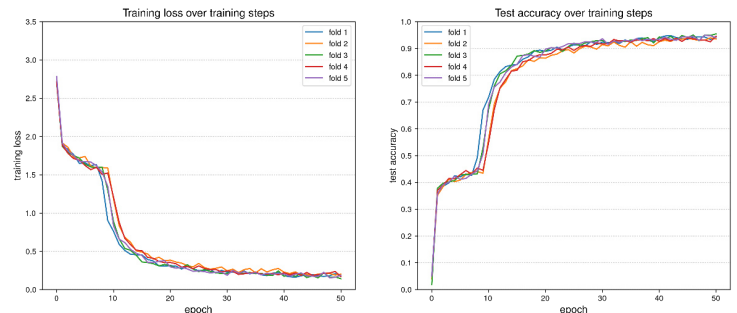 Training loss over training steps
3.5
3.0
2.5
2.0
1.5
1.0
0.5
0.0
training loss
0
10
20
30
40
50
epoch
fold 1
fold 2
fold 3
fold 4
fold 5
Test accuracy over training steps
1.0
0.9
0.8
0.7
0.6
0.5
0.4
0.3
0.2
0.1
0.0
test accuracy
0
10
20
30
40
50
epoch
fold 1
fold 2
fold 3
fold 4
fold 5